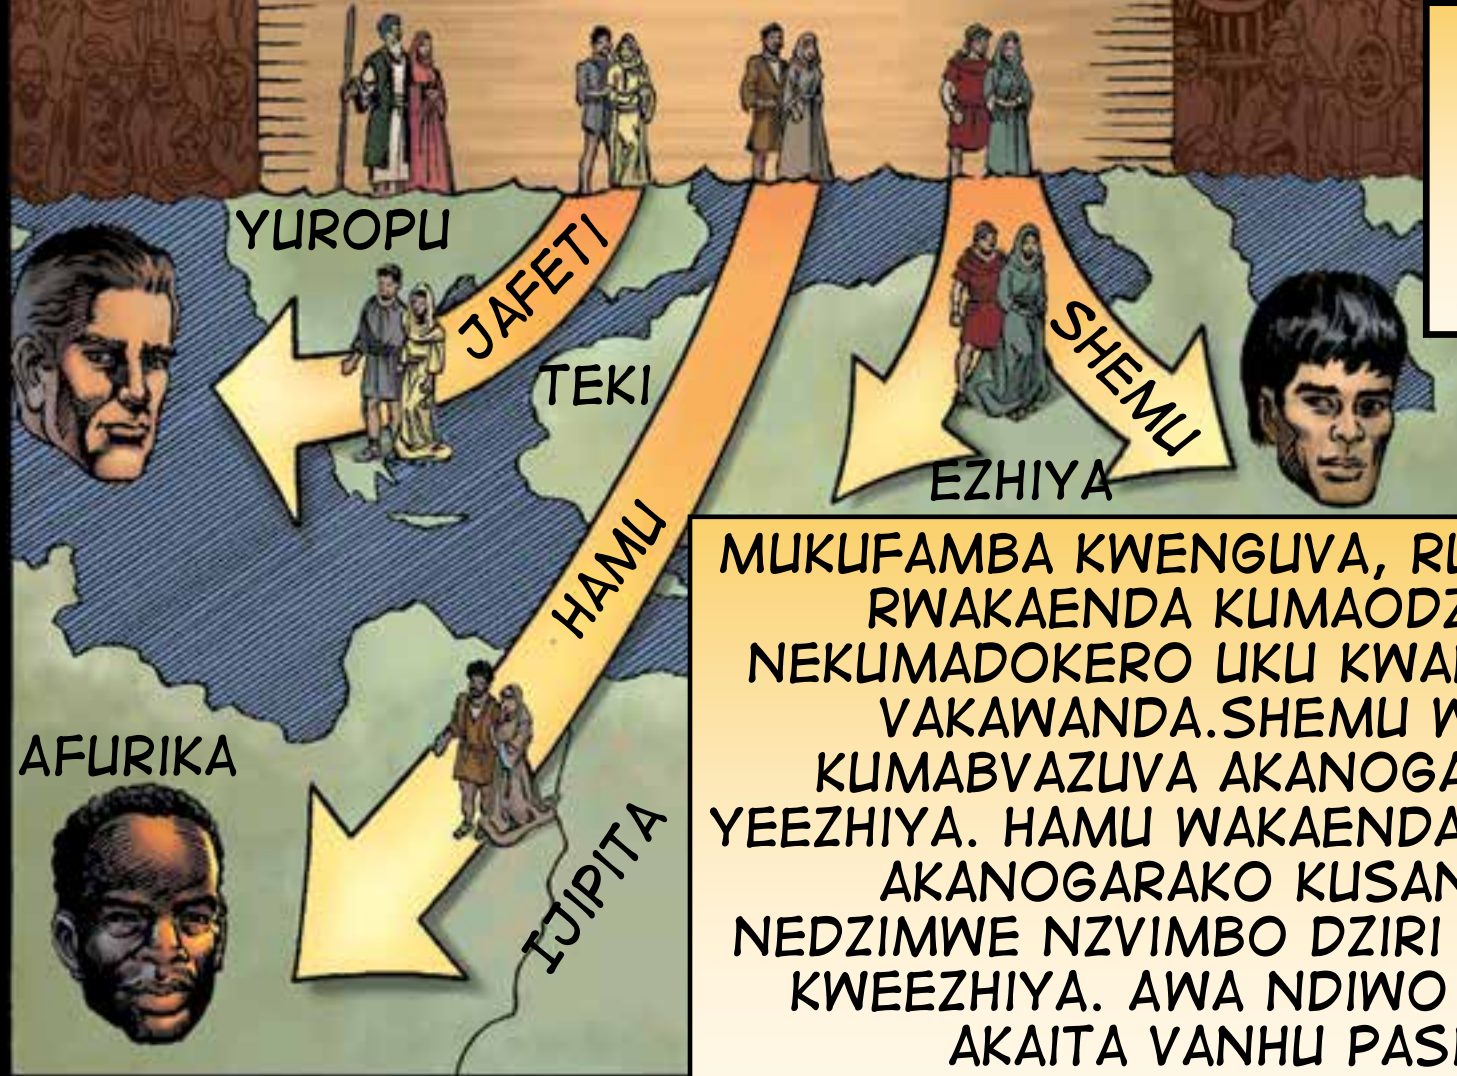 YUROPU
JAFETI
TEKI
SHEMU
EZHIYA
HAMU
AFURIKA
IJIPITA
MUKUFAMBA KWENGUVA,
RWAKAENDA
NEKUMADOKERO UKU
VAKAWANDA.SHEMU
KUMABVAZUVA
YEEZHIYA. HAMU WAKAENDA
AKANOGARAKO
NEDZIMWE NZVIMBO DZIRI
KWEEZHIYA. AWA NDIWO
AKAITA VANHU